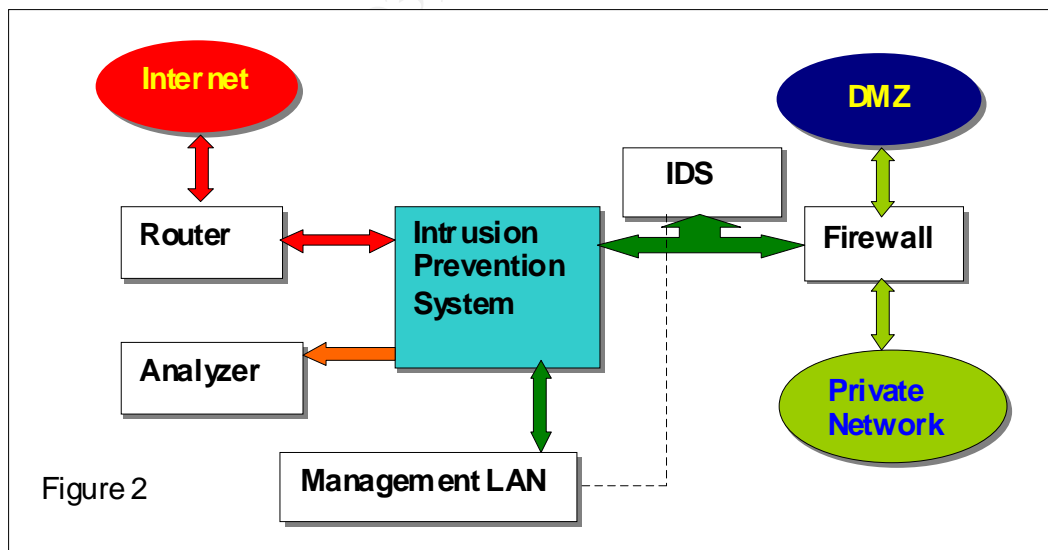 Internet
DMZ
IDS
Router
Intrusion
Prevention
System
Firewall
Analyzer
Private
Network
Management LAN
Figure 2